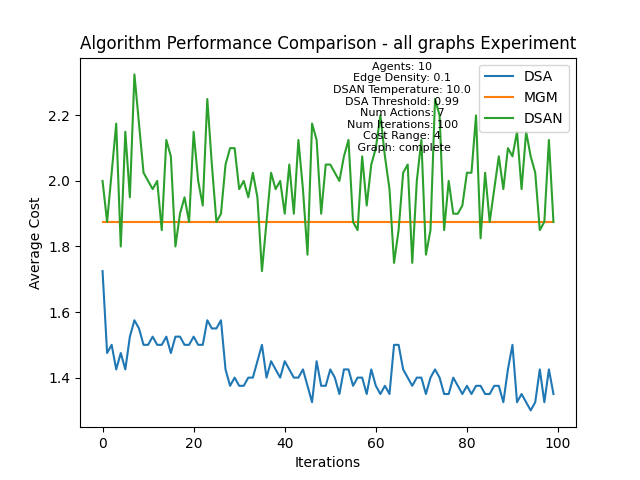 Algorithm Performance Comparison - all graphs Experiment
Agents: 10
Edge Density: 0.1
DSAN Temperature: 10.0
DSA Threshold: 0.99
Num Actions: 7
Num Iterations: 100
Cost Range: 4
Graph: complete
DSA
MGM
DSAN
Average Cost
2.2
2.0
1.8
1.6
1.4
0
20
40
60
80
100
Iterations